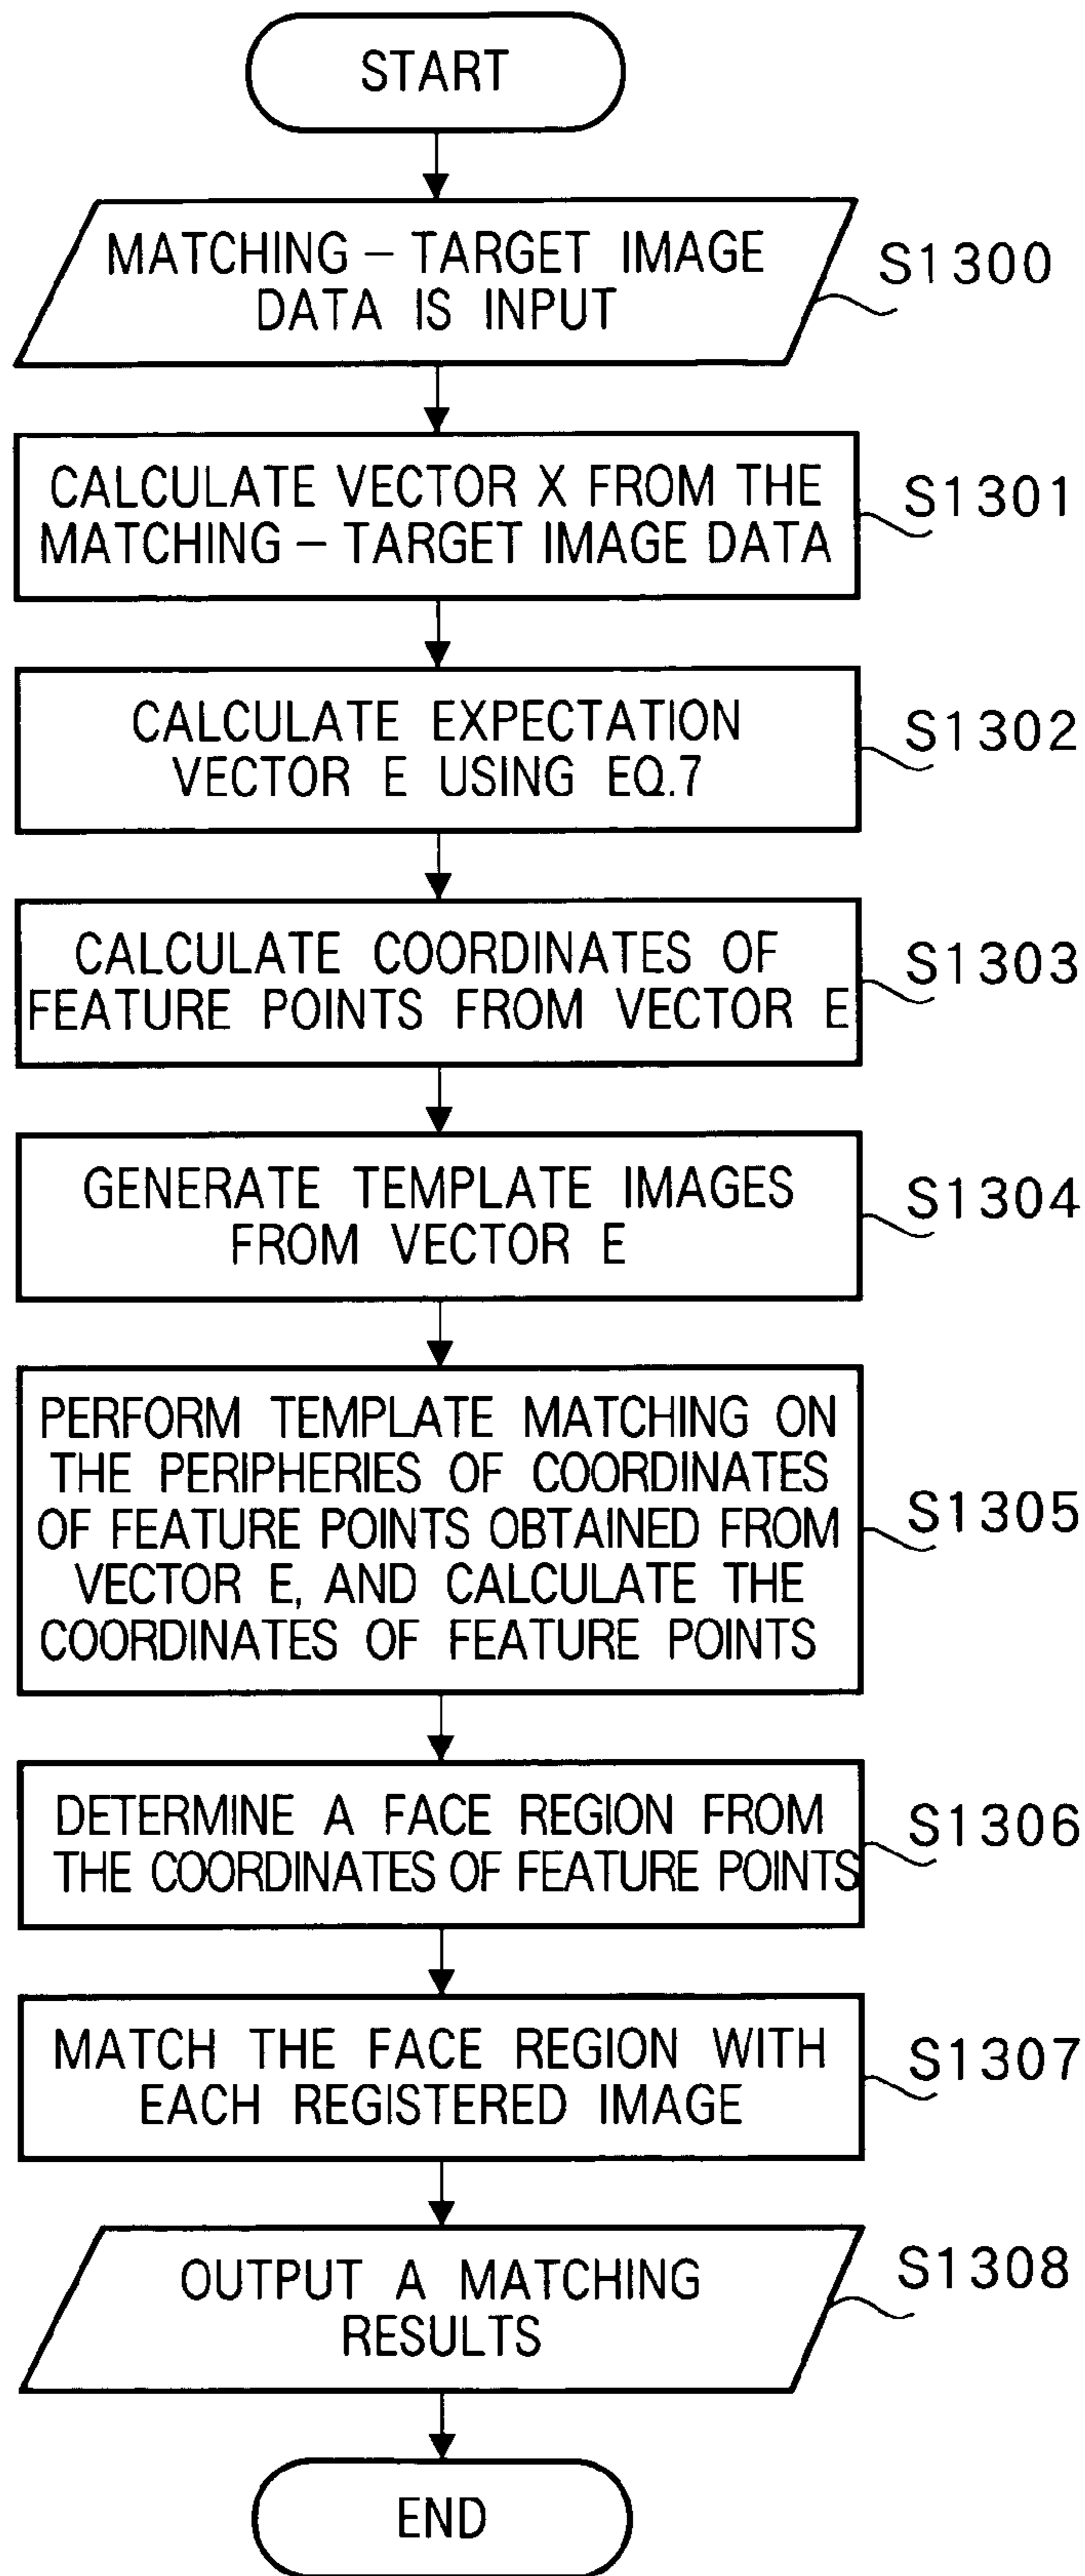 START
MATCHING – TARGET IMAGE
DATA IS INPUT
S1300
CALCULATE VECTOR X FROM THE
MATCHING – TARGET IMAGE DATA
S1301
CALCULATE EXPECTATION
VECTOR E USING EQ.7
S1302
CALCULATE COORDINATES OF
FEATURE POINTS FROM VECTOR E
S1303
GENERATE TEMPLATE IMAGES
FROM VECTOR E
S1304
PERFORM TEMPLATE MATCHING ON
THE PERIPHERIES OF COORDINATES
OF FEATURE POINTS OBTAINED FROM
VECTOR E, AND CALCULATE THE
COORDINATES OF FEATURE POINTS
S1305
DETERMINE A FACE REGION FROM
THE COORDINATES OF FEATURE POINTS
S1306
MATCH THE FACE REGION WITH
EACH REGISTERED IMAGE
S1307
OUTPUT A MATCHING
RESULTS
S1308
END